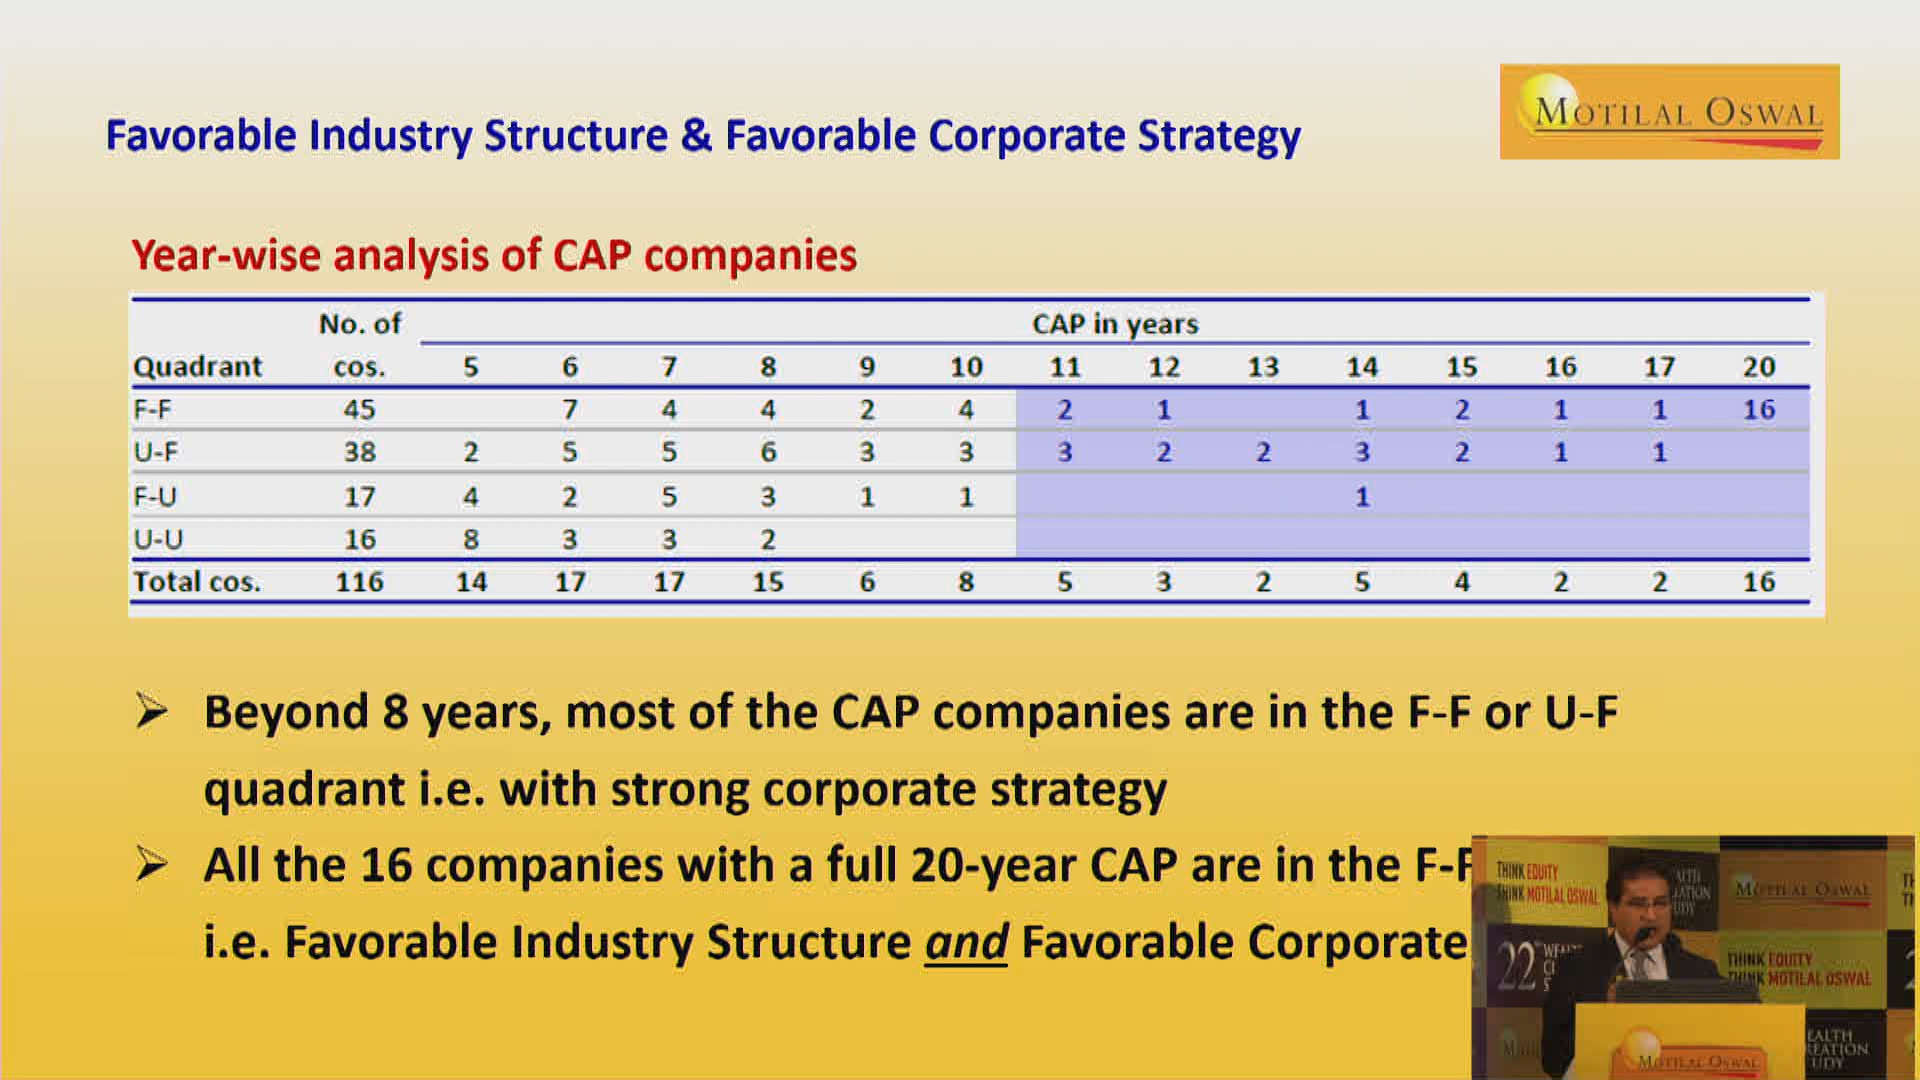 Favorable Industry Structure & Favorable Corporate Strategy
MOTILAL OSWAL
Year-wise analysis of CAP companies
No. of CAP in years
Quadrant cos. 5 6 7 8 9 10 11 12 13 14 15 16 17 20
F-F 45 7 4 4 2 4 2 1 1 2 1 1 16
U-F 38 2 5 5 6 3 3 3 2 2 3 2 1 1
F-U 17 4 2 5 3 1 1 1
U-U 16 8 3 3 2
Total cos. 116 14 17 17 15 6 8 5 3 2 5 4 2 2 16
➢ Beyond 8 years, most of the CAP companies are in the F-F or U-F
quadrant i.e. with strong corporate strategy
➢ All the 16 companies with a full 20-year CAP are in the F-F
i.e. Favorable Industry Structure and Favorable Corporate
THINK EQUITY
THINK MOTILAL OSWAL
MOTILAL OSWAL
22
THINK EQUITY
THINK MOTILAL OSWAL
MOTILAL OSWAL